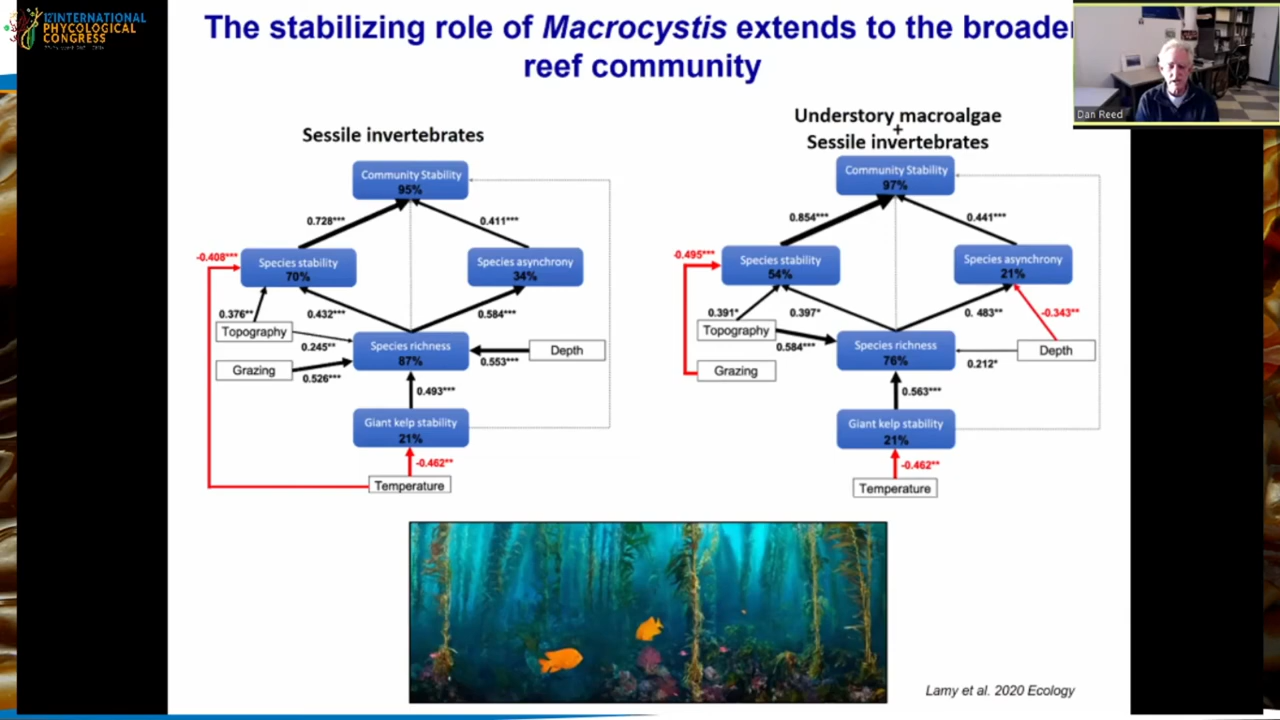 12th INTERNATIONAL
PHYCOLOGICAL
CONGRESS
The stabilizing role of Macrocystis extends to the broader
reef community
Dan Reed
Sessile invertebrates
Community Stability
95%
0.728***
0.411***
-0.408***
Species stability
70%
Species asynchrony
34%
0.376**
0.432***
0.584***
Topography
0.245**
Species richness
87%
Depth
0.553***
Grazing
0.526***
0.493***
Giant kelp stability
21%
-0.462**
Temperature
Understory macroalgae
+
Sessile invertebrates
Community Stability
97%
0.854***
0.441***
-0.495***
Species stability
54%
Species asynchrony
21%
0.391*
0.397*
0. 483**
-0.343**
Topography
0.584***
Species richness
76%
Depth
0.212*
Grazing
0.563***
Giant kelp stability
21%
-0.462**
Temperature
Lamy et al. 2020 Ecology